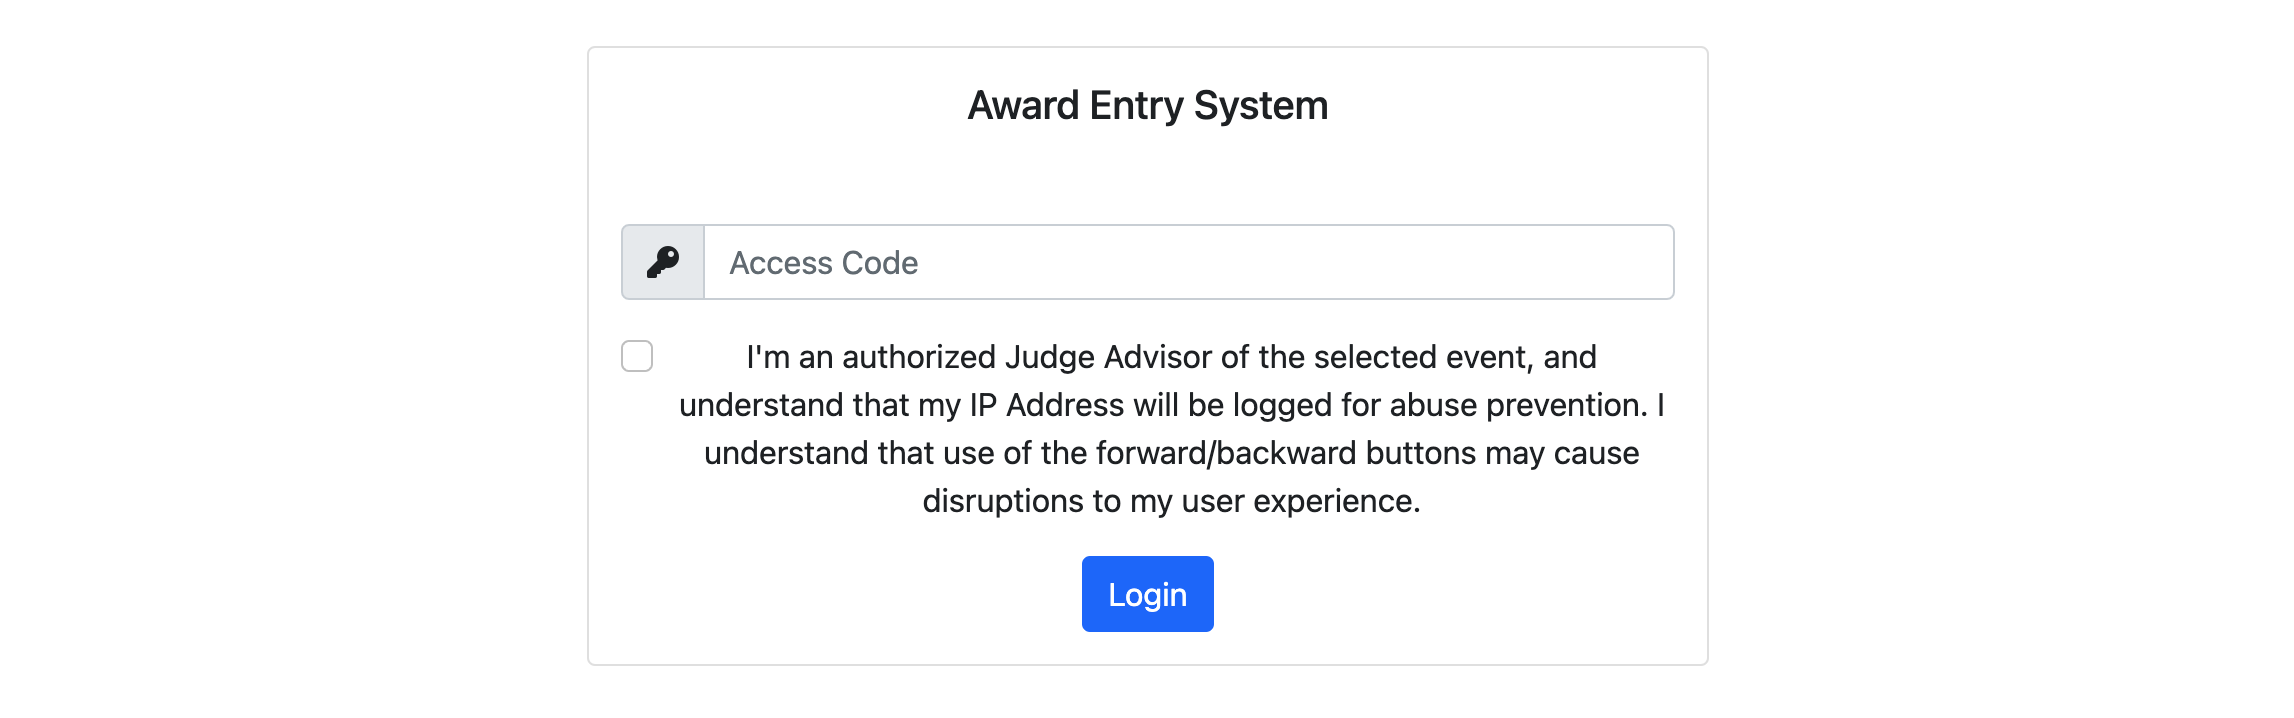 Award Entry System
Access Code
I'm an authorized Judge Advisor of the selected event, and
understand that my IP Address will be logged for abuse prevention. I
understand that use of the forward/backward buttons may cause
disruptions to my user experience.
Login